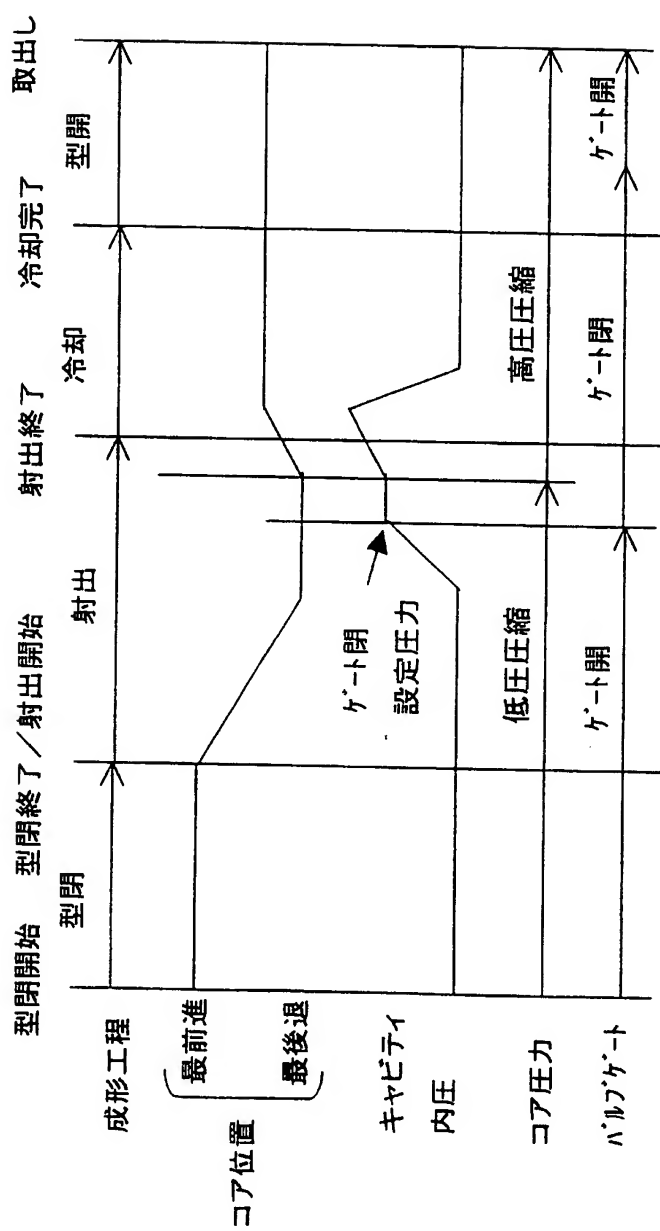 型閉開始 型閉終了/射出開始 射出終了 冷却完了 取出し
成形工程 型閉 射出 冷却 型開
コア位置
最前進
最後退
キャビティ
内圧
ゲート閉
設定圧力
コア圧力 低圧圧縮 高圧圧縮
バルブゲート ゲート開 ゲート閉 ゲート開